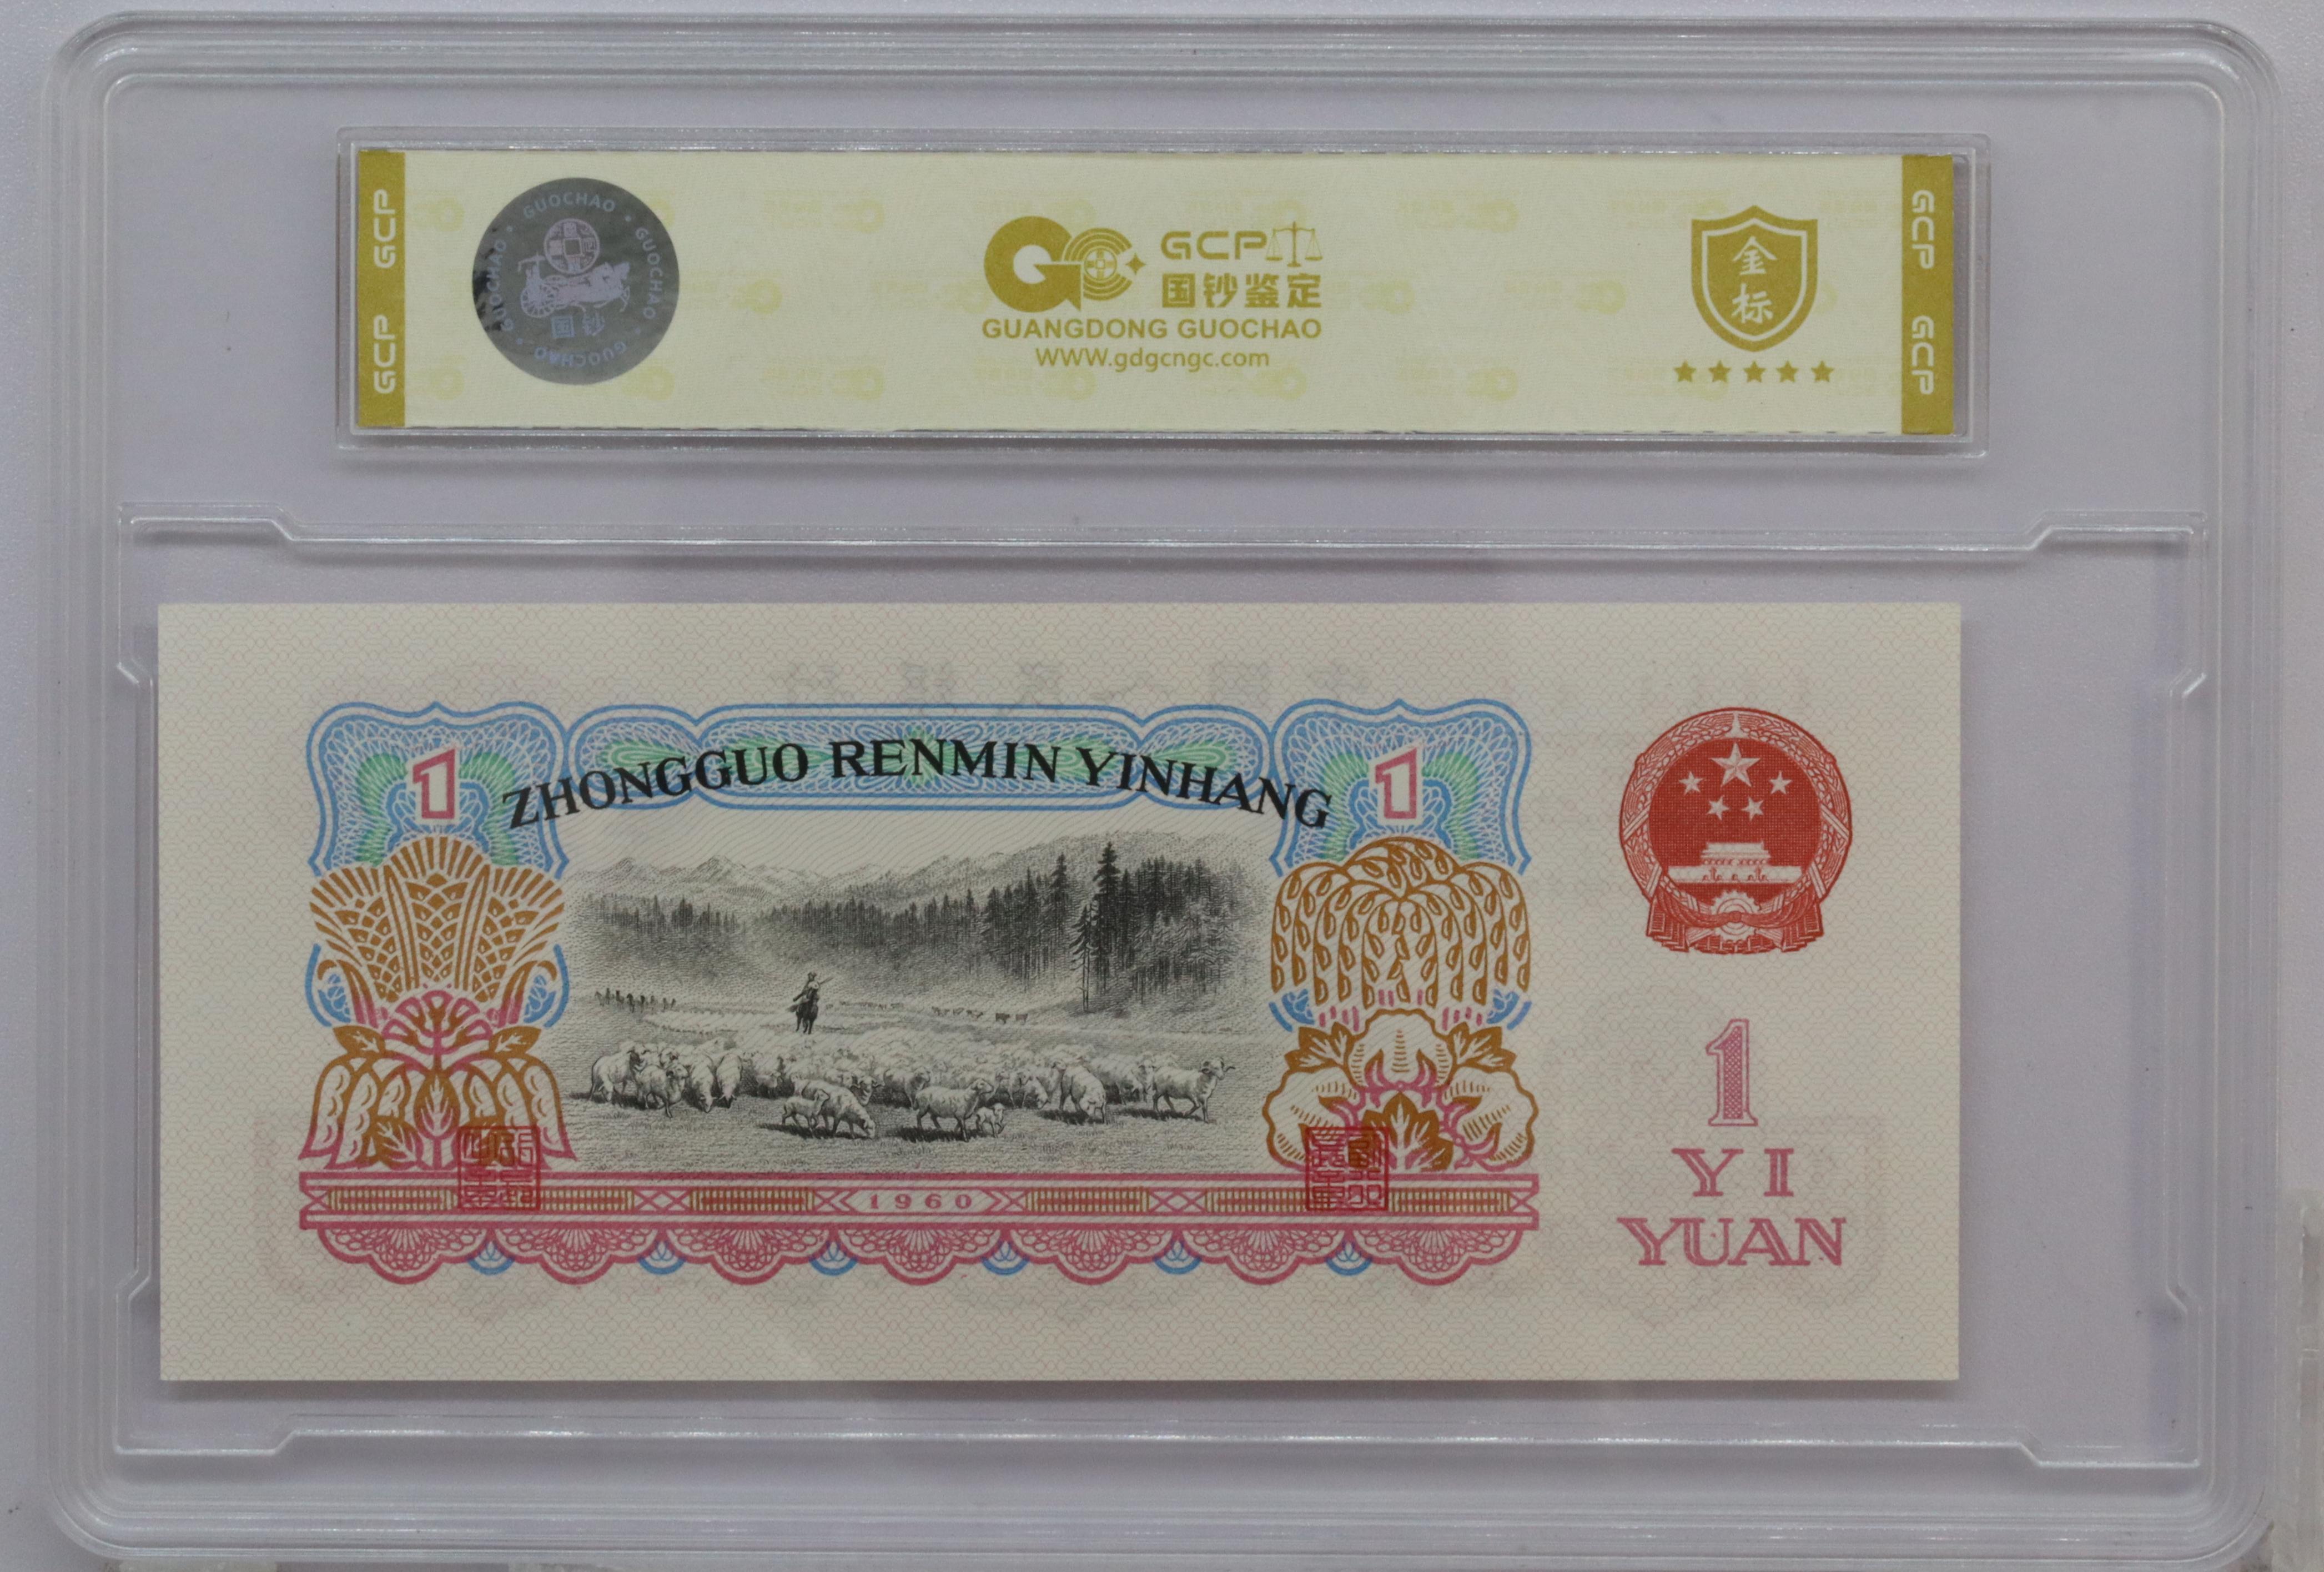 GCP GCP
GUOCHAO • GUOCHAO • GUOCHAO • GUOCHAO
国钞
GCP
国钞鉴定
GUANGDONG GUOCHAO
WWW.gdgcngc.com
金标
GCP GCP
ZHONGGUO RENMIN YINHANG
1
1
1960
1
YI
YUAN